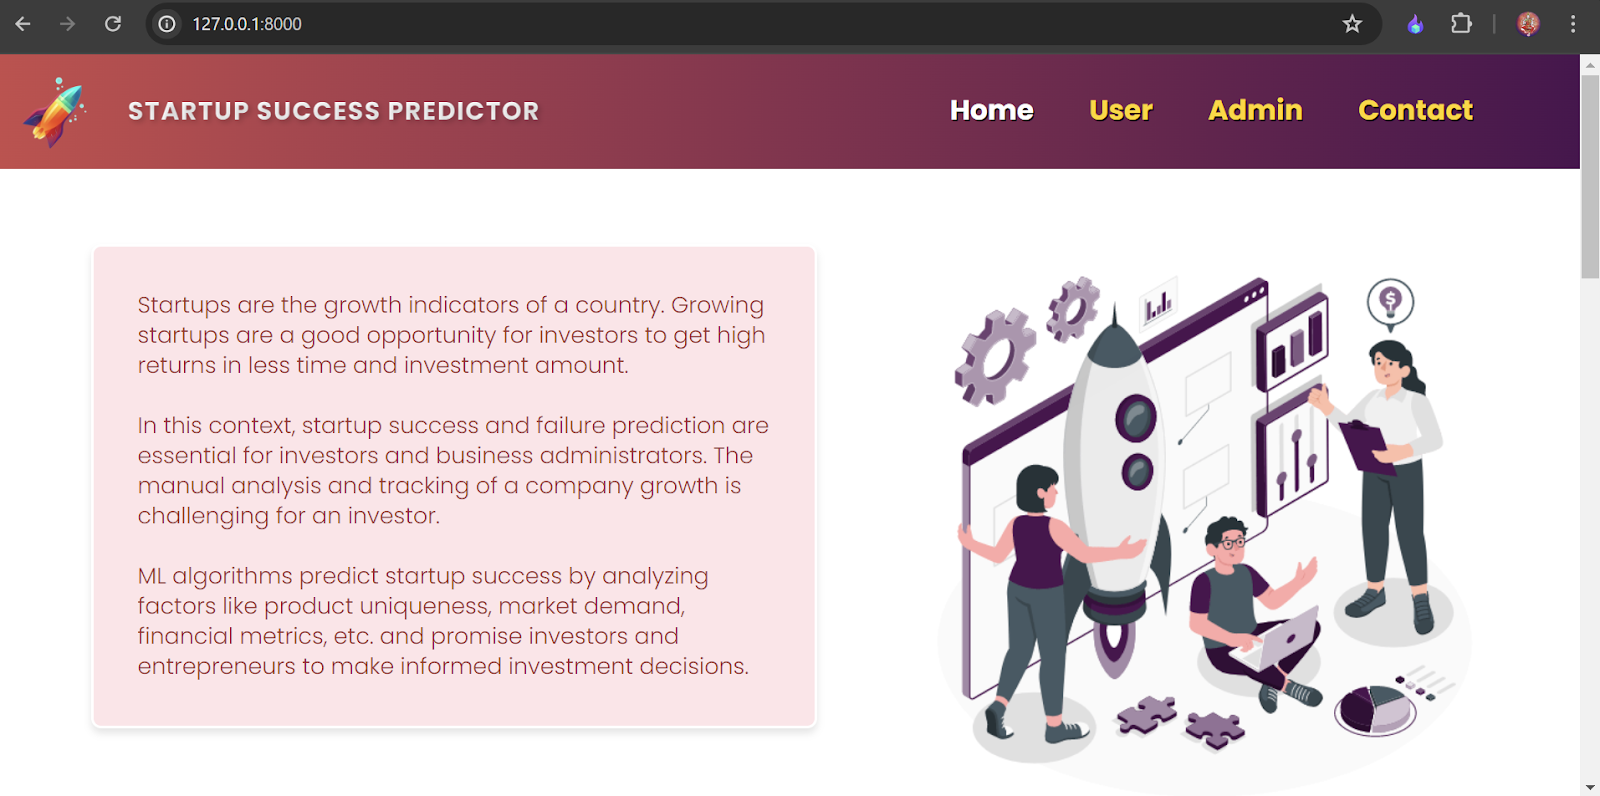 127.0.0.1:8000
STARTUP SUCCESS PREDICTOR
Home User Admin Contact
Startups are the growth indicators of a country. Growing
startups are a good opportunity for investors to get high
returns in less time and investment amount.
In this context, startup success and failure prediction are
essential for investors and business administrators. The
manual analysis and tracking of a company growth is
challenging for an investor.
ML algorithms predict startup success by analyzing
factors like product uniqueness, market demand,
financial metrics, etc. and promise investors and
entrepreneurs to make informed investment decisions.
$